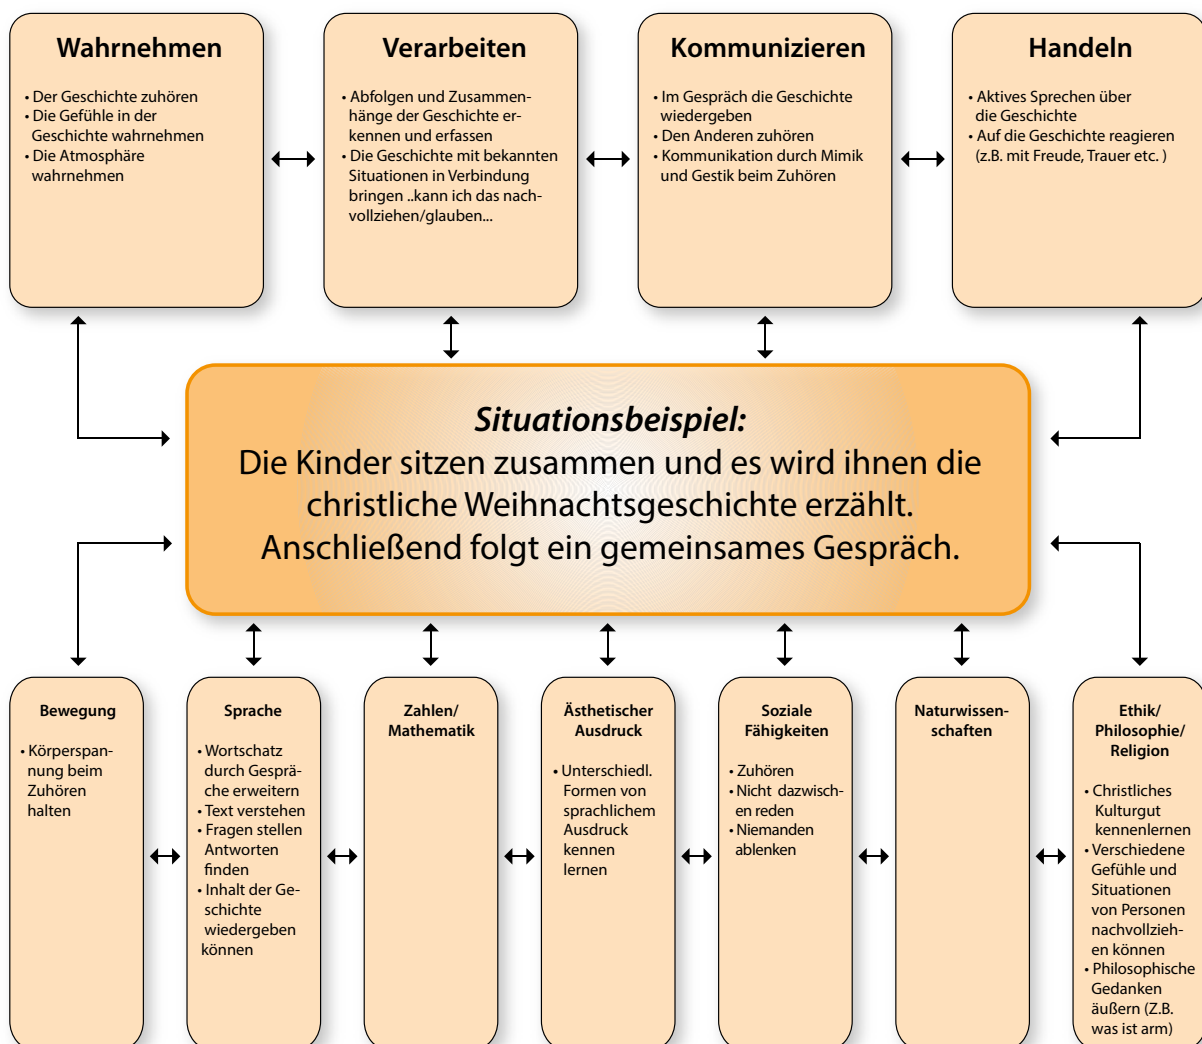 Wahrnehmen
• Der Geschichte zuhören
• Die Gefühle in der
Geschichte wahrnehmen
• Die Atmosphäre
wahrnehmen
Verarbeiten
• Abfolgen und Zusammen-
hänge der Geschichte er-
kennen und erfassen
• Die Geschichte mit bekannten
Situationen in Verbindung
bringen ..kann ich das nach-
vollziehen/glauben...
Kommunizieren
• Im Gespräch die Geschichte
wiedergeben
• Den Anderen zuhören
• Kommunikation durch Mimik
und Gestik beim Zuhören
Handeln
• Aktives Sprechen über
die Geschichte
• Auf die Geschichte reagieren
(z.B. mit Freude, Trauer etc. )
Situationsbeispiel:
Die Kinder sitzen zusammen und es wird ihnen die
christliche Weihnachtsgeschichte erzählt.
Anschließend folgt ein gemeinsames Gespräch.
Bewegung
• Körperspan-
nung beim
Zuhören
halten
Sprache
• Wortschatz
durch Gesprä-
che erweitern
• Text verstehen
• Fragen stellen
Antworten
finden
• Inhalt der Ge-
schichte
wiedergeben
können
Zahlen/
Mathematik
Ästhetischer
Ausdruck
• Unterschiedl.
Formen von
sprachlichem
Ausdruck
kennen
lernen
Soziale
Fähigkeiten
• Zuhören
• Nicht dazwisch-
en reden
• Niemanden
ablenken
Naturwissen-
schaften
Ethik/
Philosophie/
Religion
• Christliches
Kulturgut
kennenlernen
• Verschiedene
Gefühle und
Situationen
von Personen
nachvollzieh-
en können
• Philosophische
Gedanken
äußern (Z.B.
was ist arm)